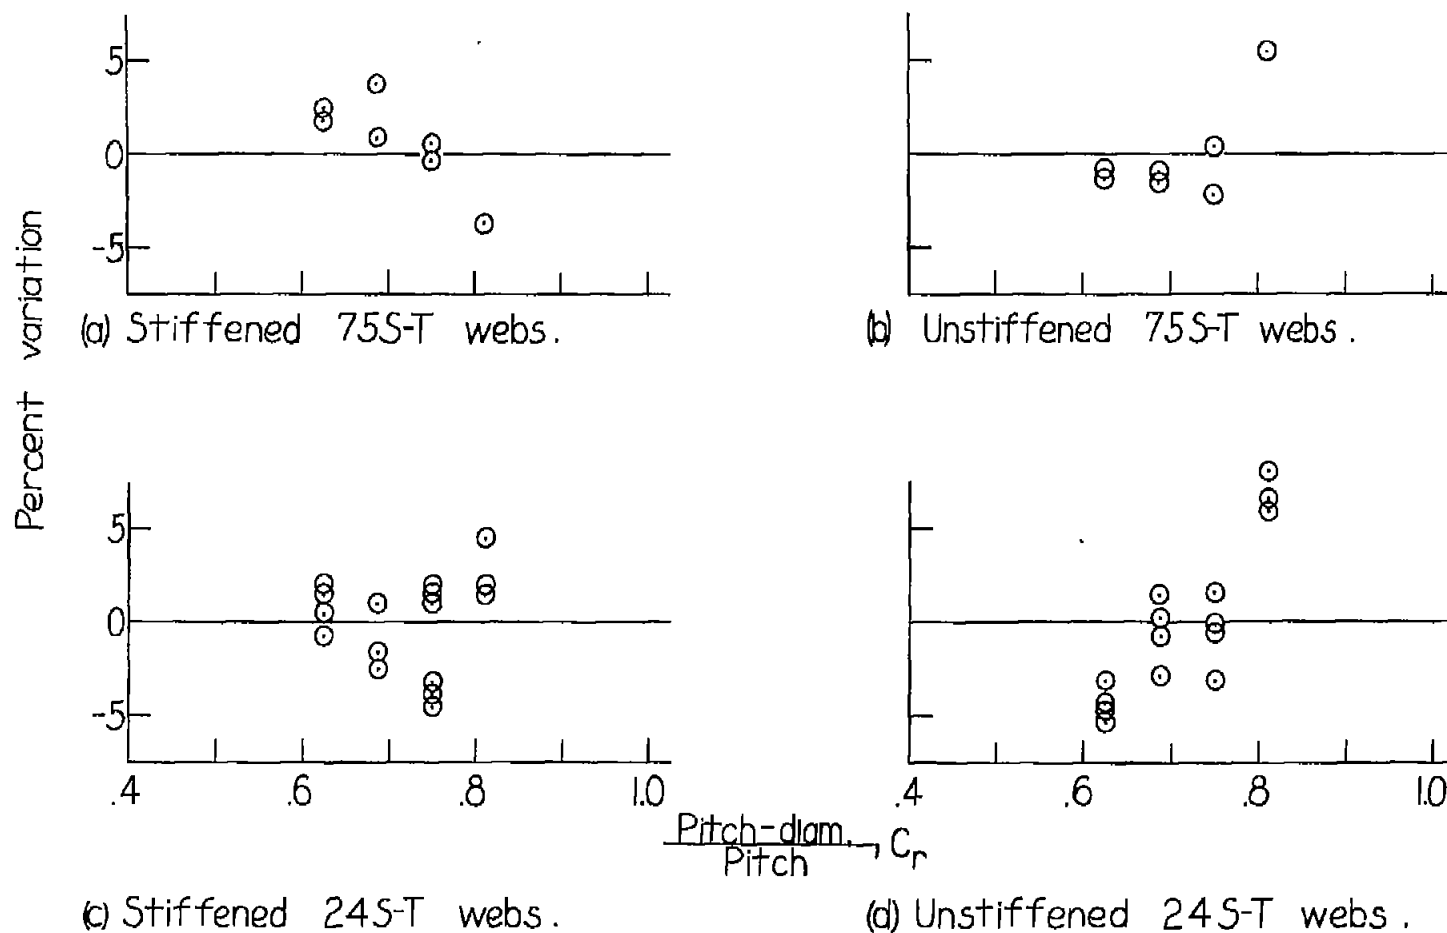 Percent variation
5
0
-5
(a) Stiffened 75S-T webs.
(b) Unstiffened 75S-T webs.
5
0
-5
.4 .6 .8 1.0
.4 .6 .8 1.0
Pitch-diam. , Cr
Pitch
(c) Stiffened 24S-T webs.
(d) Unstiffened 24S-T webs.